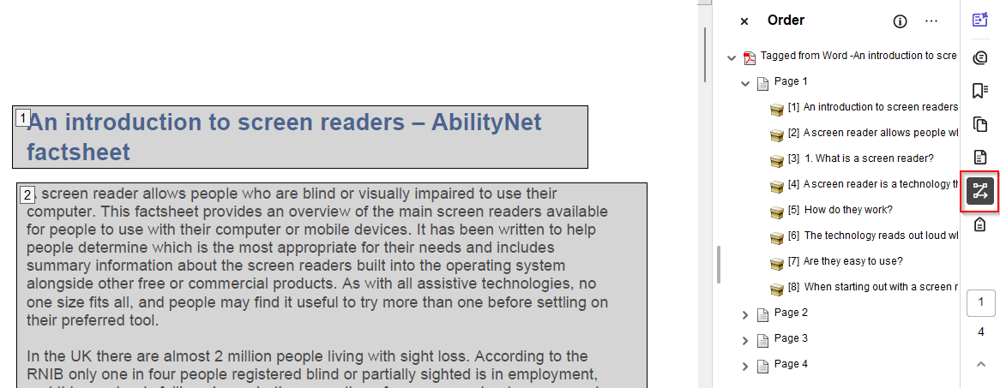 1
An introduction to screen readers – AbilityNet
factsheet
2
A screen reader allows people who are blind or visually impaired to use their
computer. This factsheet provides an overview of the main screen readers available
for people to use with their computer or mobile devices. It has been written to help
people determine which is the most appropriate for their needs and includes
summary information about the screen readers built into the operating system
alongside other free or commercial products. As with all assistive technologies, no
one size fits all, and people may find it useful to try more than one before settling on
their preferred tool.
In the UK there are almost 2 million people living with sight loss. According to the
RNIB only one in four people registered blind or partially sighted is in employment,
Order
Tagged from Word -An introduction to scre
Page 1
[1] An introduction to screen readers
[2] A screen reader allows people wh
[3] 1. What is a screen reader?
[4] A screen reader is a technology th
[5] How do they work?
[6] The technology reads out loud wh
[7] Are they easy to use?
[8] When starting out with a screen r
Page 2
Page 3
Page 4
1
4